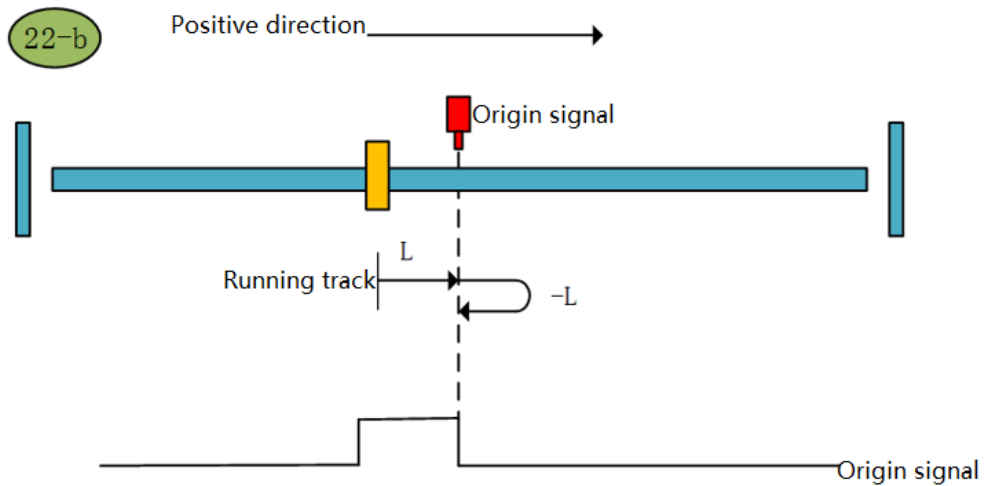 22-b
Positive direction
Origin signal
L
Running track
-L
Origin signal